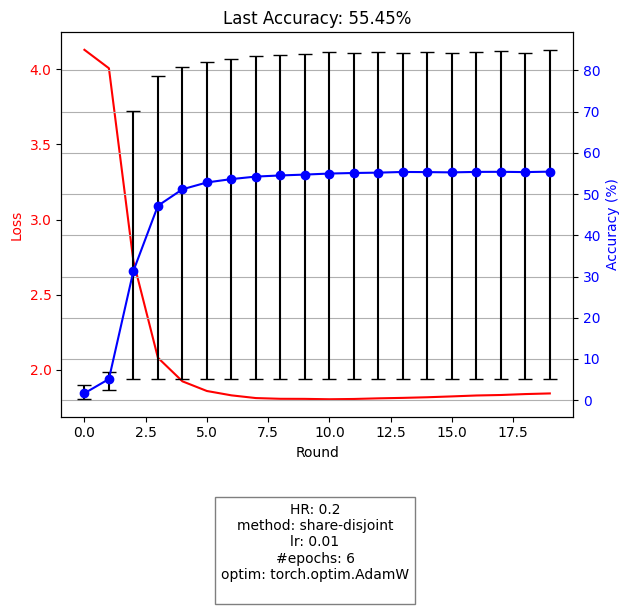 Last Accuracy: 55.45%
4.0
3.5
3.0
2.5
2.0
Loss
80
70
60
50
40
30
20
10
0
Accuracy (%)
0.0 2.5 5.0 7.5 10.0 12.5 15.0 17.5
Round
HR: 0.2
method: share-disjoint
lr: 0.01
#epochs: 6
optim: torch.optim.AdamW